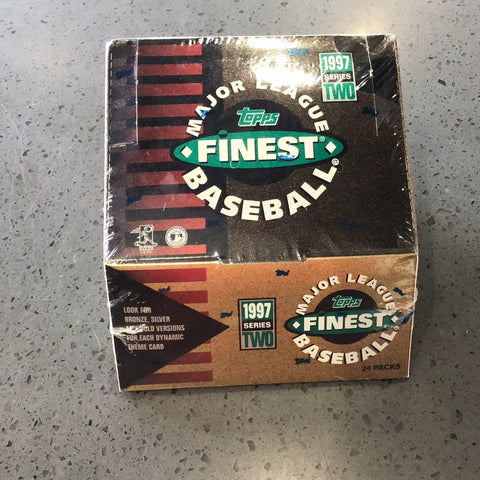 1997
SERIES
TWO
MAJOR LEAGUE
Topps
FINEST®
BASEBALL®
LOOK FOR
BRONZE, SILVER
VERSIONS
FOR EACH DYNAMIC
THEME CARD
1997
SERIES
TWO
MAJOR LEAGUE
Topps
FINEST®
BASEBALL®
24 PACKS